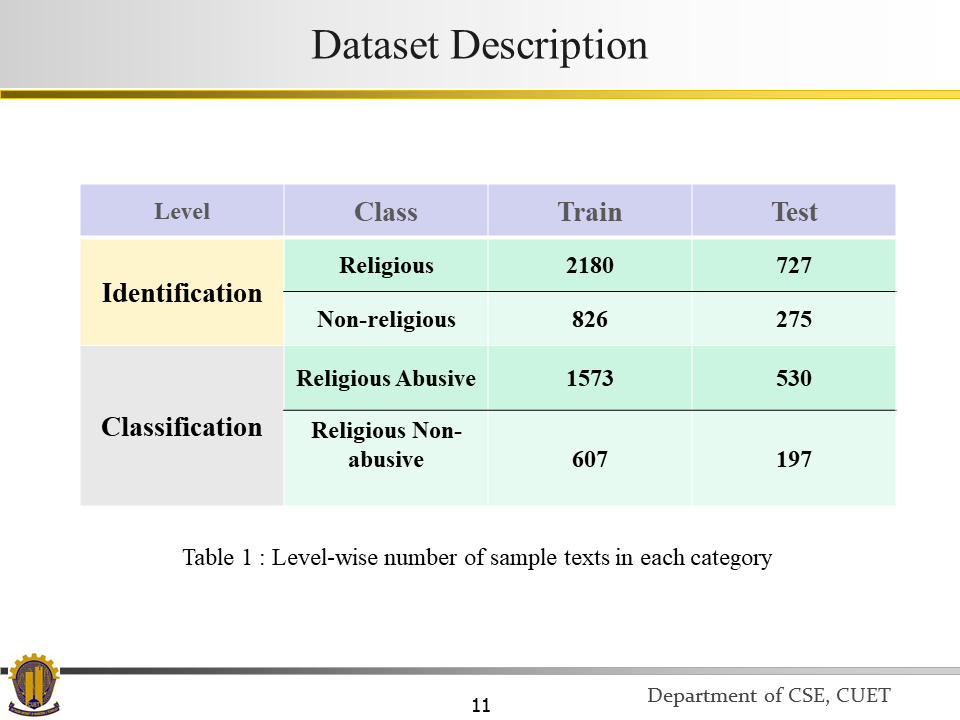 Dataset Description
Level Class Train Test
Identification
Religious 2180 727
Non-religious 826 275
Classification
Religious Abusive 1573 530
Religious Non-
abusive 607 197
Table 1 : Level-wise number of sample texts in each category
CUET
11
Department of CSE, CUET